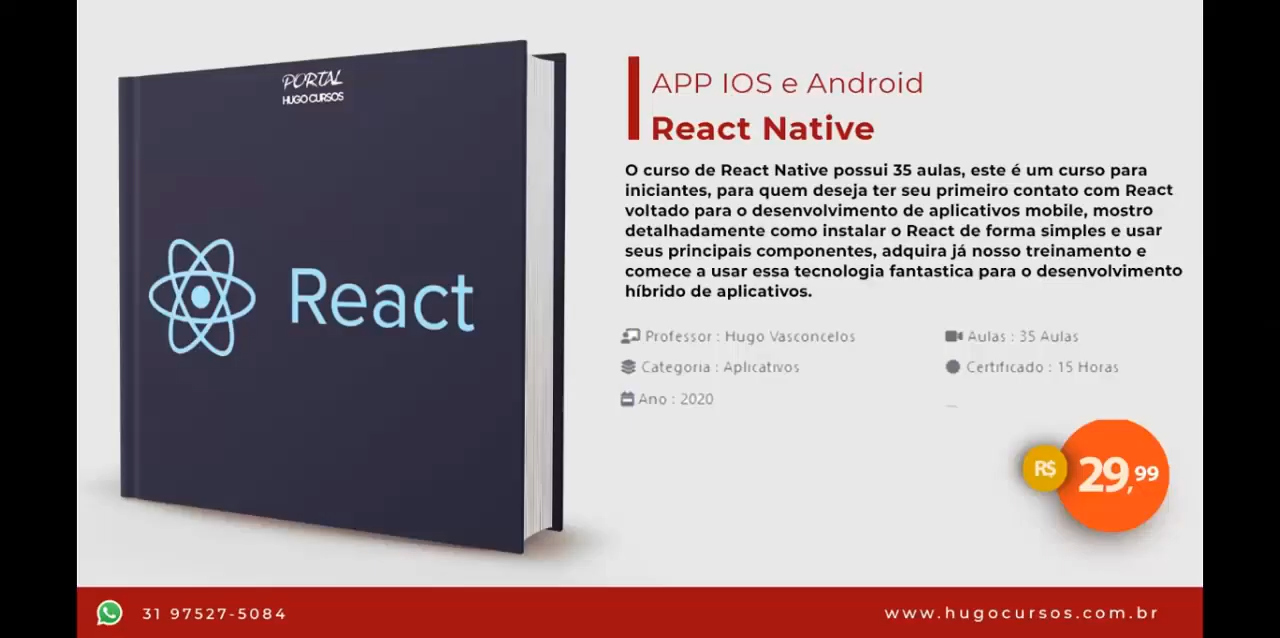 PORTAL
HUGO CURSOS
React
APP IOS e Android
React Native
O curso de React Native possui 35 aulas, este é um curso para
iniciantes, para quem deseja ter seu primeiro contato com React
voltado para o desenvolvimento de aplicativos mobile, mostro
detalhadamente como instalar o React de forma simples e usar
seus principais componentes, adquira já nosso treinamento e
comece a usar essa tecnologia fantastica para o desenvolvimento
híbrido de aplicativos.
Professor : Hugo Vasconcelos
Aulas : 35 Aulas
Categoria : Aplicativos
Certificado : 15 Horas
Ano : 2020
R$ 29,99
31 97527-5084
www.hugocursos.com.br